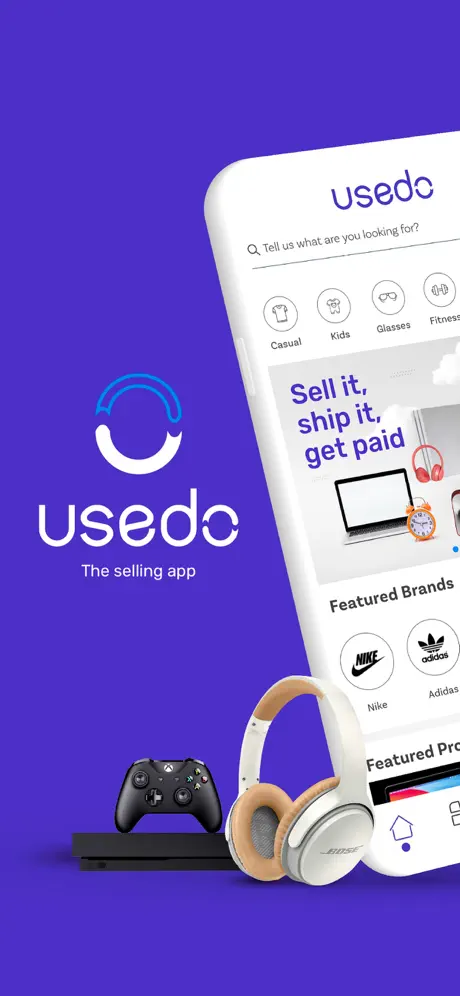 usedo
Tell us what are you looking for?
Casual
Kids
Glasses
Fitness
Sell it,
ship it,
get paid
usedo
The selling app
Featured Brands
NIKE
adidas
Nike
Adidas
Featured Pro
BOSE